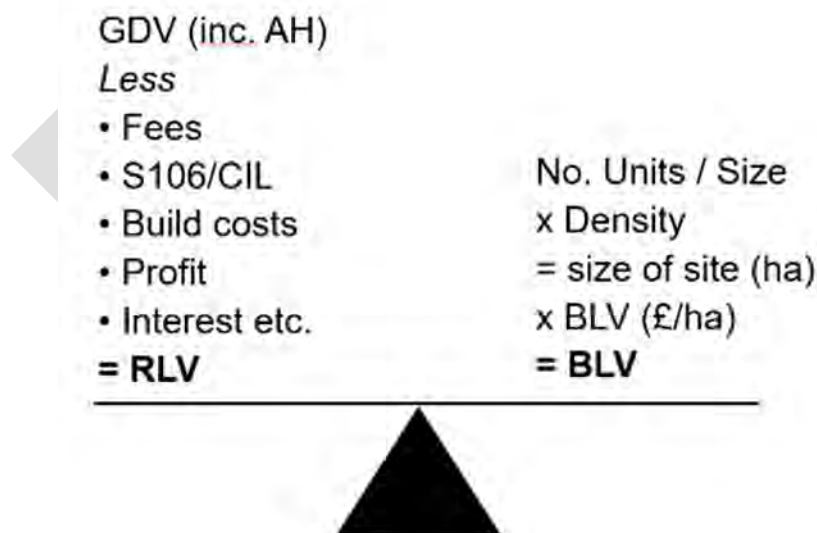 GDV (inc. AH)
Less
• Fees
• S106/CIL
• Build costs
• Profit
• Interest etc.
= RLV
No. Units / Size
x Density
= size of site (ha)
x BLV (£/ha)
= BLV